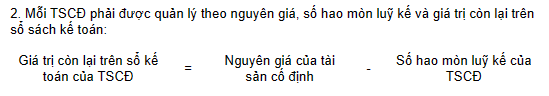 2. Mỗi TSCĐ phải được quản lý theo nguyên giá, số hao mòn luỹ kế và giá trị còn lại trên
sổ sách kế toán:
Giá trị còn lại trên sổ kế
toán của TSCĐ
=
Nguyên giá của tài
sản cố định
-
Số hao mòn luỹ kế của
TSCĐ